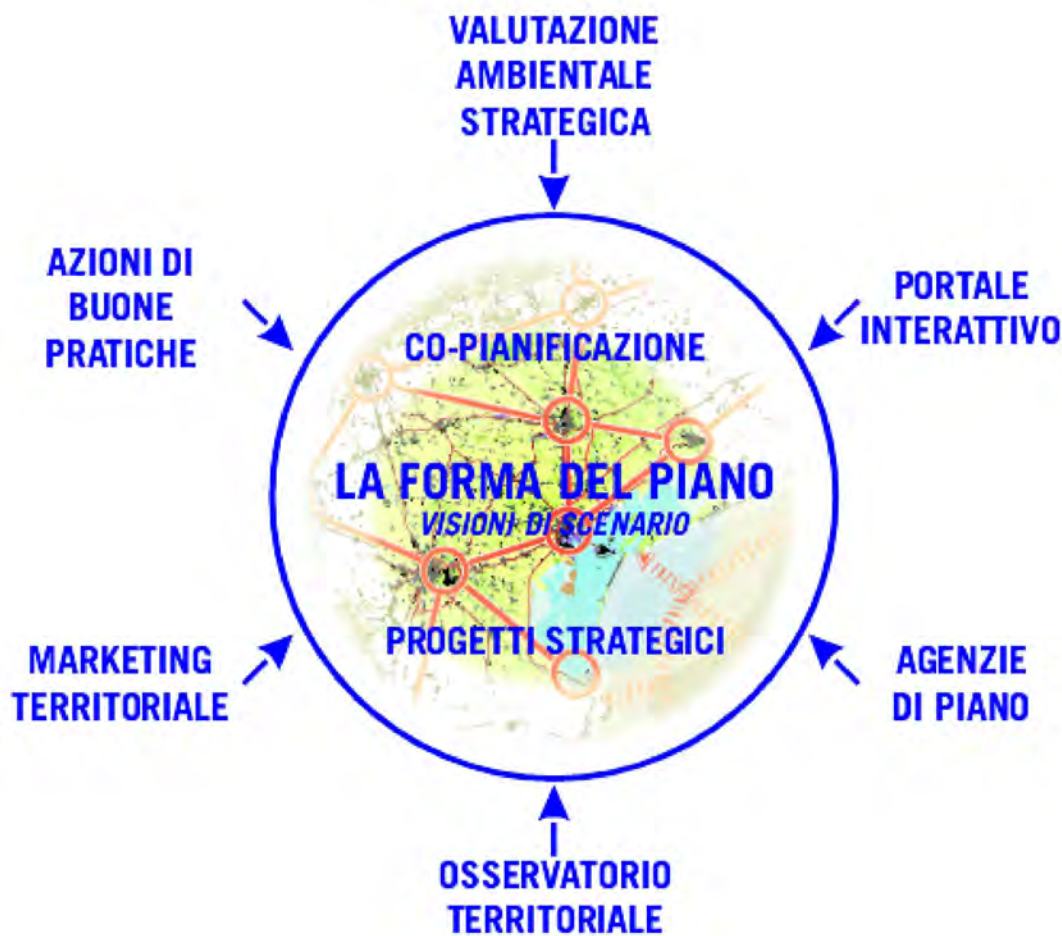 VALUTAZIONE
AMBIENTALE
STRATEGICA
AZIONI DI
BUONE
PRATICHE
PORTALE
INTERATTIVO
CO-PIANIFICAZIONE
LA FORMA DEL PIANO
VISIONI DI SCENARIO
PROGETTI STRATEGICI
MARKETING
TERRITORIALE
AGENZIE
DI PIANO
OSSERVATORIO
TERRITORIALE